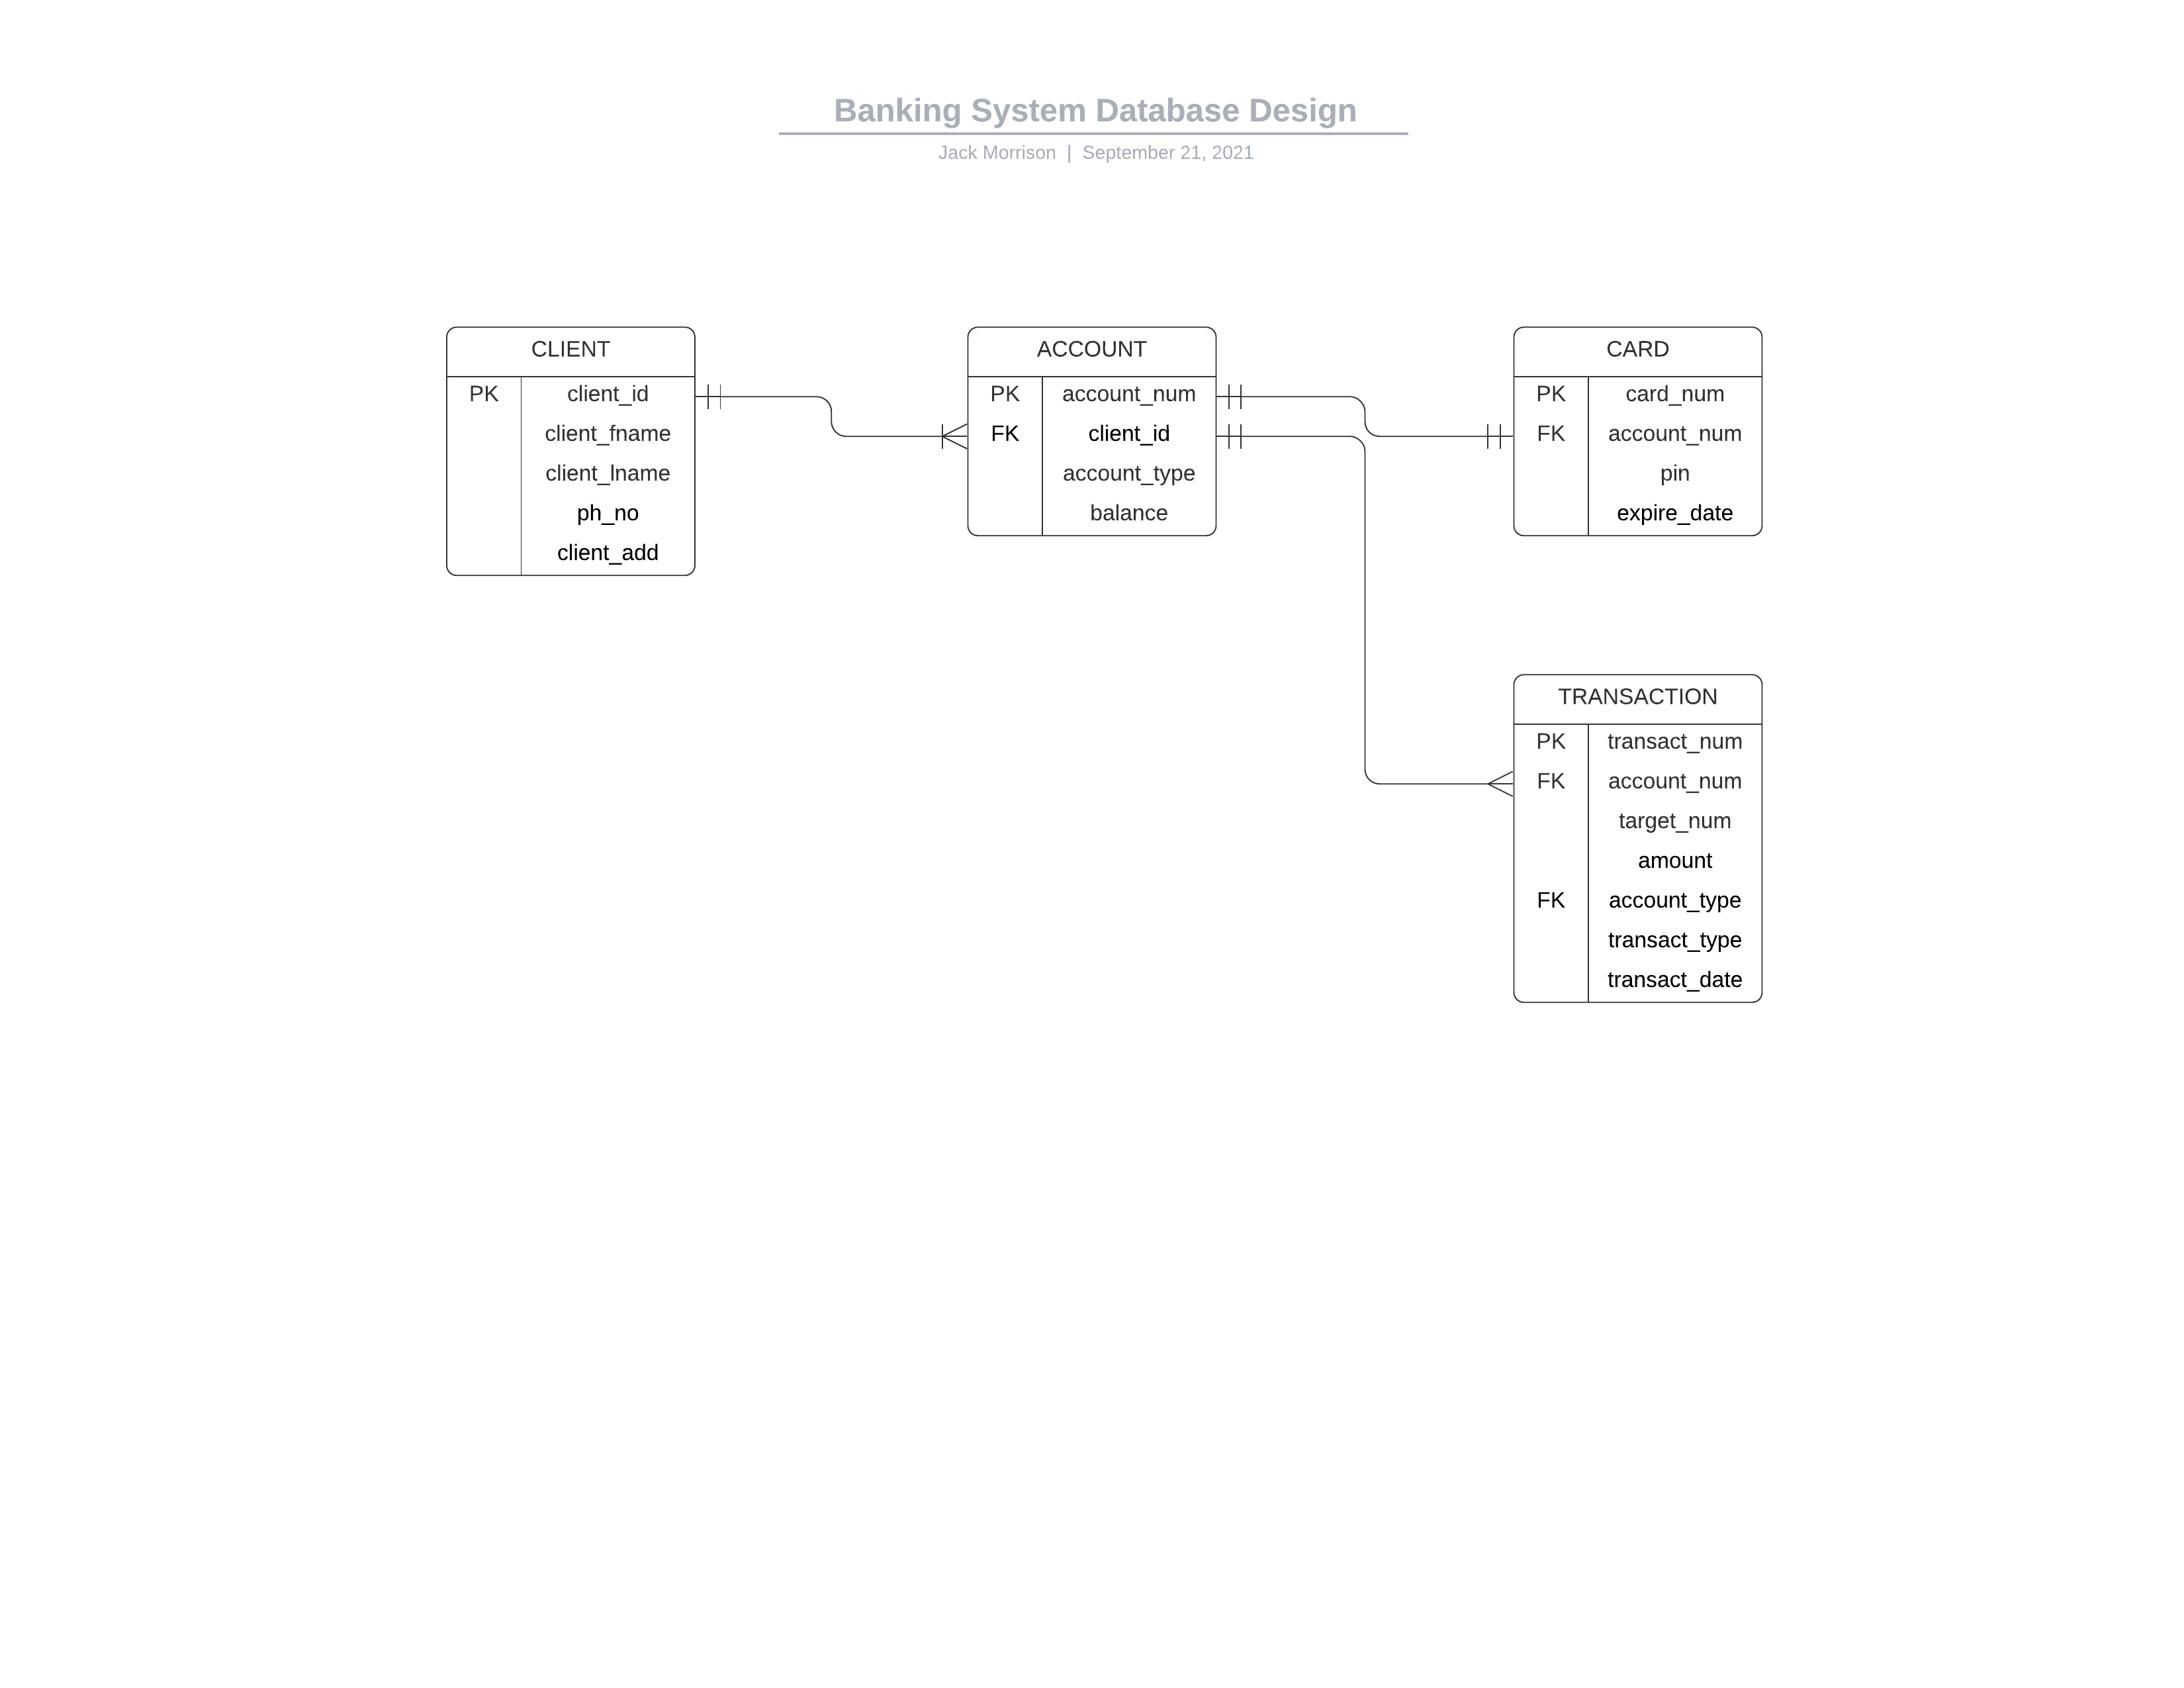 Banking System Database Design
Jack Morrison | September 21, 2021
CLIENT
PK client_id
client_fname
client_lname
ph_no
client_add
ACCOUNT
PK account_num
FK client_id
account_type
balance
CARD
PK card_num
FK account_num
pin
expire_date
TRANSACTION
PK transact_num
FK account_num
target_num
amount
FK account_type
transact_type
transact_date